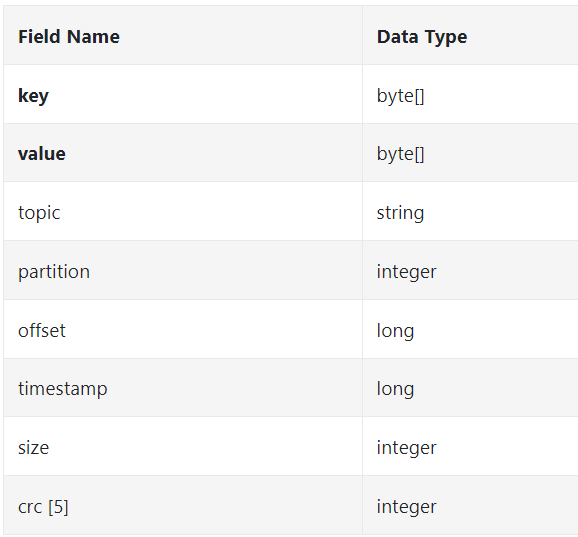 Field Name Data Type
key byte[]
value byte[]
topic string
partition integer
offset long
timestamp long
size integer
crc [5] integer